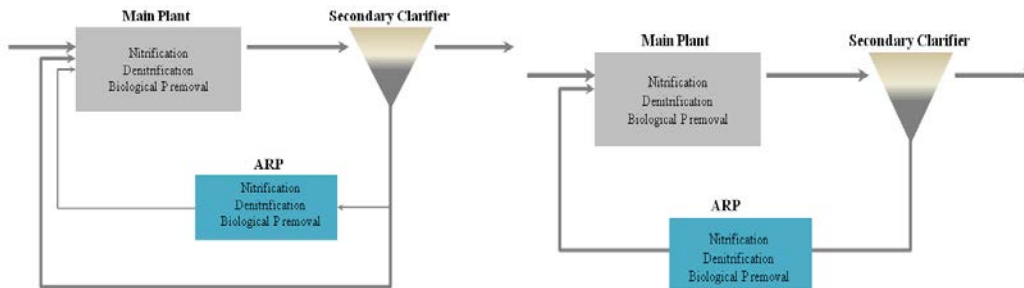 Main Plant
Secondary Clarifier
Nitrification
Denitrification
Biological P removal
ARP
Nitrification
Denitrification
Biological P removal
Main Plant
Secondary Clarifier
Nitrification
Denitrification
Biological P removal
ARP
Nitrification
Denitrification
Biological P removal